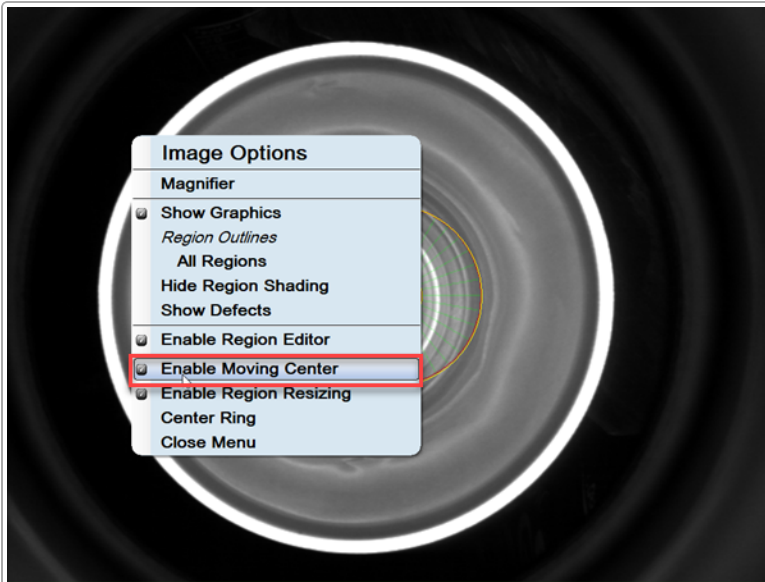 Image Options
Magnifier
Show Graphics
Region Outlines
All Regions
Hide Region Shading
Show Defects
Enable Region Editor
Enable Moving Center
Enable Region Resizing
Center Ring
Close Menu